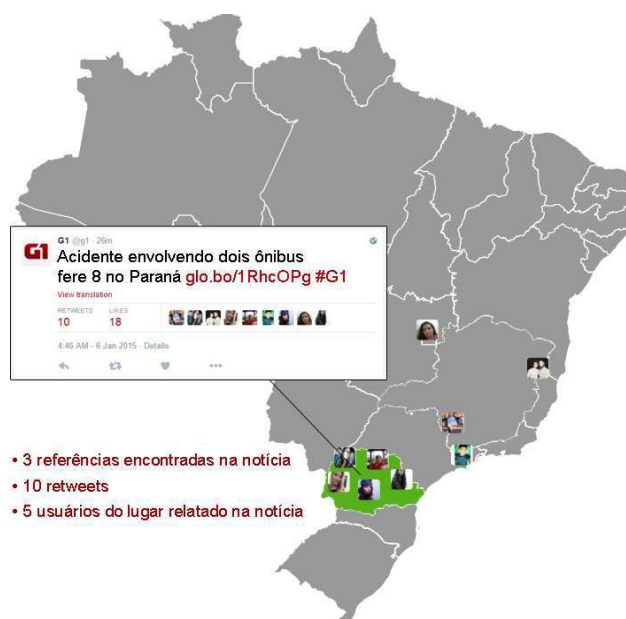 G1 @g1 · 26m
G1
Acidente envolvendo dois ônibus
fere 8 no Paraná glo.bo/1RhcOPg #G1
View translation
RETWEETS LIKES
10 18
4:46 AM - 6 Jan 2015 · Details
• 3 referências encontradas na notícia
• 10 retweets
• 5 usuários do lugar relatado na notícia